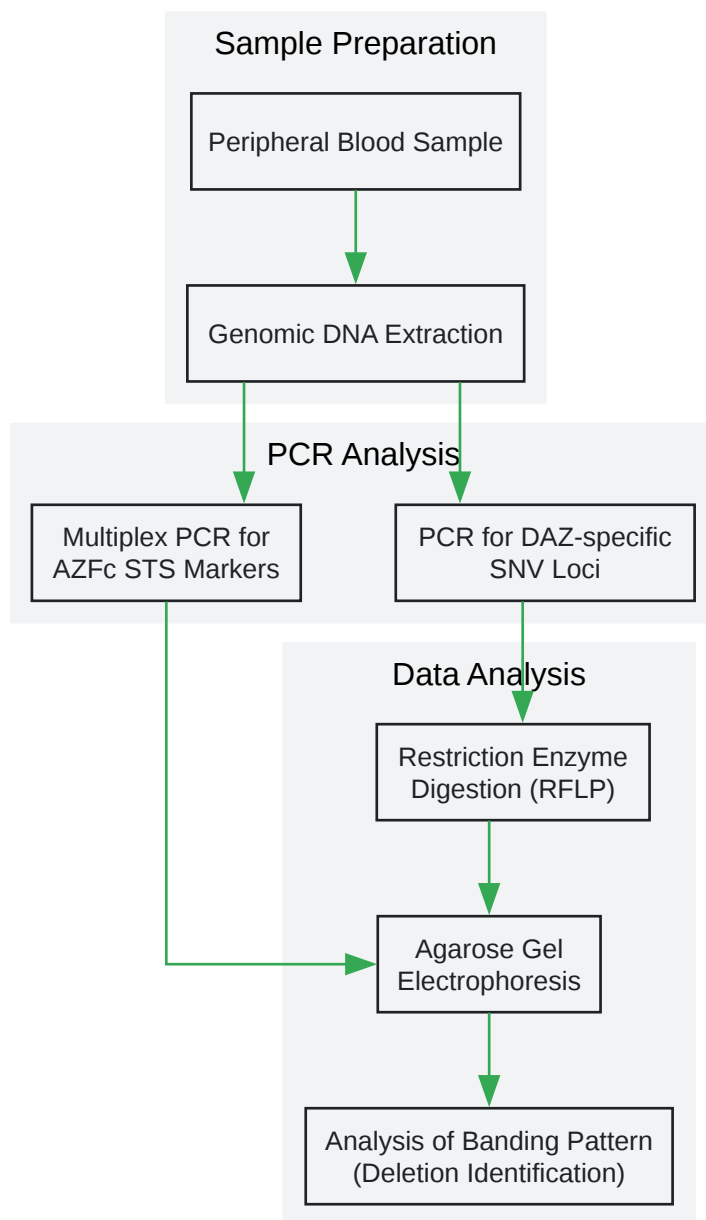 Sample Preparation
Peripheral Blood Sample
Genomic DNA Extraction
PCR Analysis
Multiplex PCR for
AZFc STS Markers
PCR for DAZ-specific
SNV Loci
Data Analysis
Restriction Enzyme
Digestion (RFLP)
Agarose Gel
Electrophoresis
Analysis of Banding Pattern
(Deletion Identification)